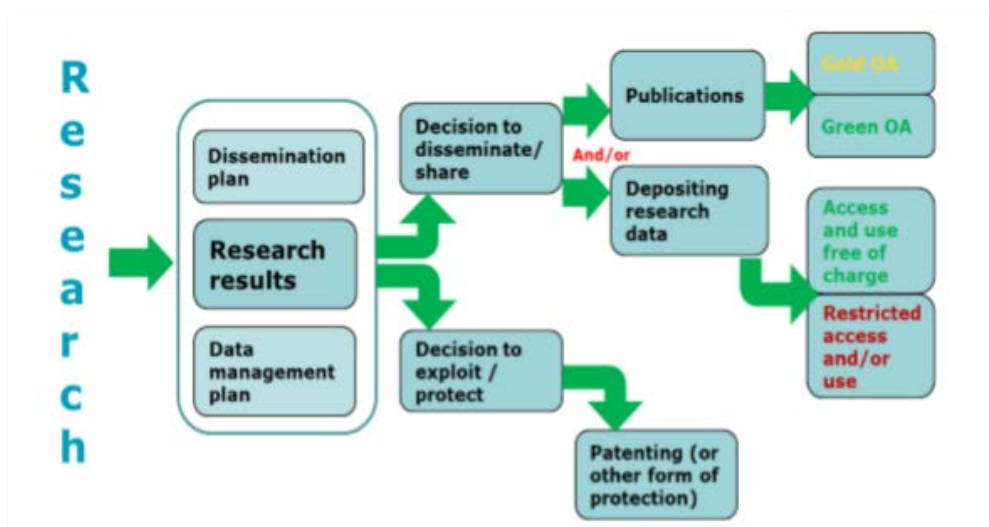 Research
Dissemination
plan
Research
results
Data
management
plan
Decision to
disseminate/
share
Decision to
exploit /
protect
And/or
Publications
Depositing
research
data
Patenting (or
other form of
protection)
Gold OA
Green OA
Access
and use
free of
charge
Restricted
access
and/or
use